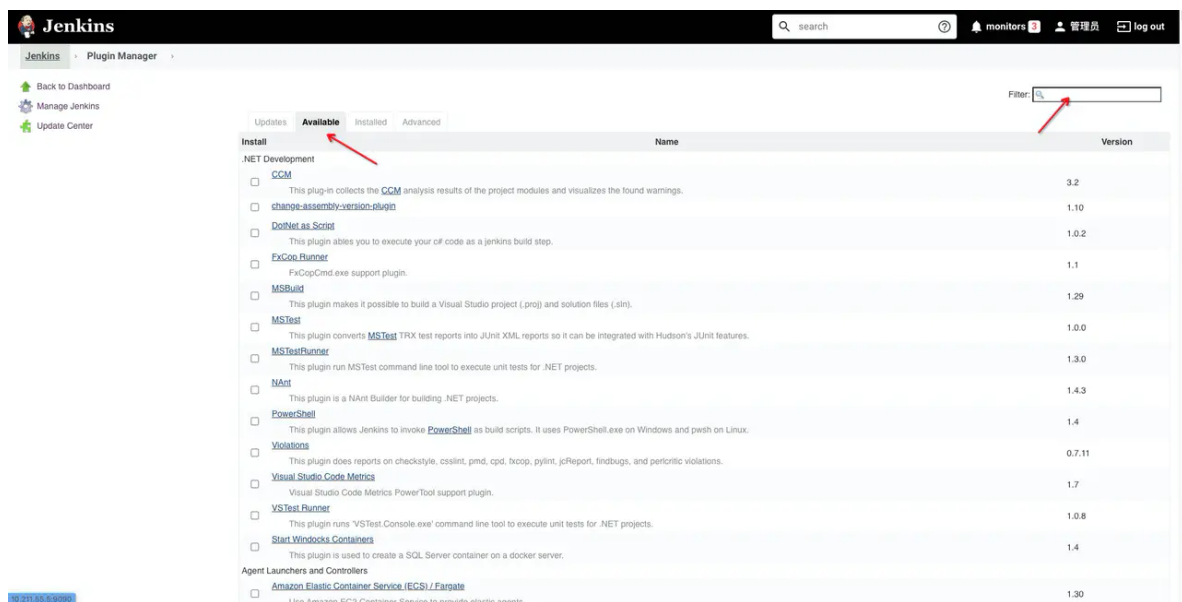 Jenkins
search
monitors 3
管理员
log out
Jenkins
Plugin Manager
Back to Dashboard
Manage Jenkins
Update Center
Filter:
Updates Available Installed Advanced
Install Name Version
.NET Development
CCM
This plug-in collects the CCM analysis results of the project modules and visualizes the found warnings.
3.2
change-assembly-version-plugin
1.10
DotNet as Script
This plugin ables you to execute your c# code as a jenkins build step.
1.0.2
FxCop Runner
FxCopCmd.exe support plugin.
1.1
MSBuild
This plugin makes it possible to build a Visual Studio project (.proj) and solution files (.sln).
1.29
MSTest
This plugin converts MSTest TRX test reports into JUnit XML reports so it can be integrated with Hudson's JUnit features.
1.0.0
MSTestRunner
This plugin run MSTest command line tool to execute unit tests for .NET projects.
1.3.0
NAnt
This plugin is a NAnt Builder for building .NET projects.
1.4.3
PowerShell
This plugin allows Jenkins to invoke PowerShell as build scripts. It uses PowerShell.exe on Windows and pwsh on Linux.
1.4
Violations
This plugin does reports on checkstyle, csslint, pmd, cpd, fxcop, pylint, jcReport, findbugs, and perlcritic violations.
0.7.11
Visual Studio Code Metrics
Visual Studio Code Metrics PowerTool support plugin.
1.7
VSTest Runner
This plugin runs 'VSTest.Console.exe' command line tool to execute unit tests for .NET projects.
1.0.8
Start Windocks Containers
This plugin is used to create a SQL Server container on a docker server.
1.4
Agent Launchers and Controllers
Amazon Elastic Container Service (ECS) / Fargate
Use Amazon EC2 Container Service to provide elastic agents.
1.30